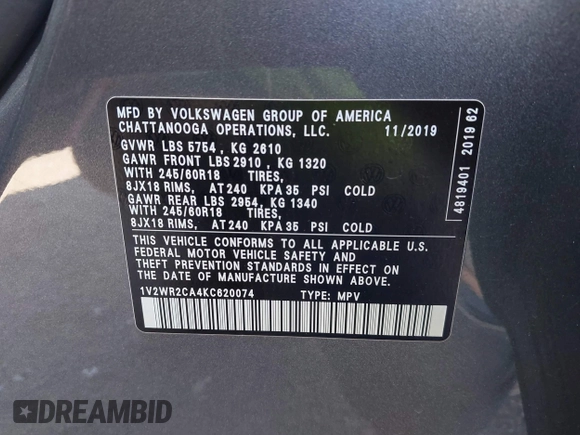 MFD BY VOLKSWAGEN GROUP OF AMERICA
CHATTANOOGA OPERATIONS, LLC. 11/2019
GVWR LBS 5754 , KG 2610
GAWR FRONT LBS 2910 , KG 1320
WITH 245/60R18 TIRES,
8JX18 RIMS, AT 240 KPA 35 PSI COLD
GAWR REAR LBS 2954, KG 1340
WITH 245/60R18 TIRES,
8JX18 RIMS, AT 240 KPA 35 PSI COLD
THIS VEHICLE CONFORMS TO ALL APPLICABLE U.S.
FEDERAL MOTOR VEHICLE SAFETY AND
THEFT PREVENTION STANDARDS IN EFFECT ON THE
DATE OF MANUFACTURE SHOWN ABOVE.
1V2WR2CA4KC620074 TYPE: MPV
4819401 2019 62
DREAMBID